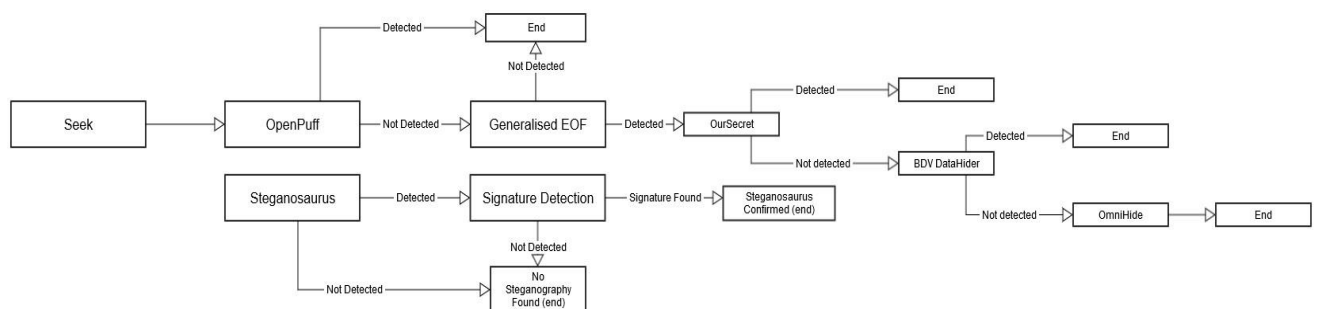 Detected
End
Not Detected
Detected
End
Seek
OpenPuff
Not Detected
Generalised EOF
Detected
OurSecret
Detected
End
Not detected
BDV DataHider
Steganosaurus
Detected
Signature Detection
Signature Found
Steganosaurus
Confirmed (end)
Not detected
OmniHide
End
Not Detected
No
Steganography
Found (end)
Not Detected